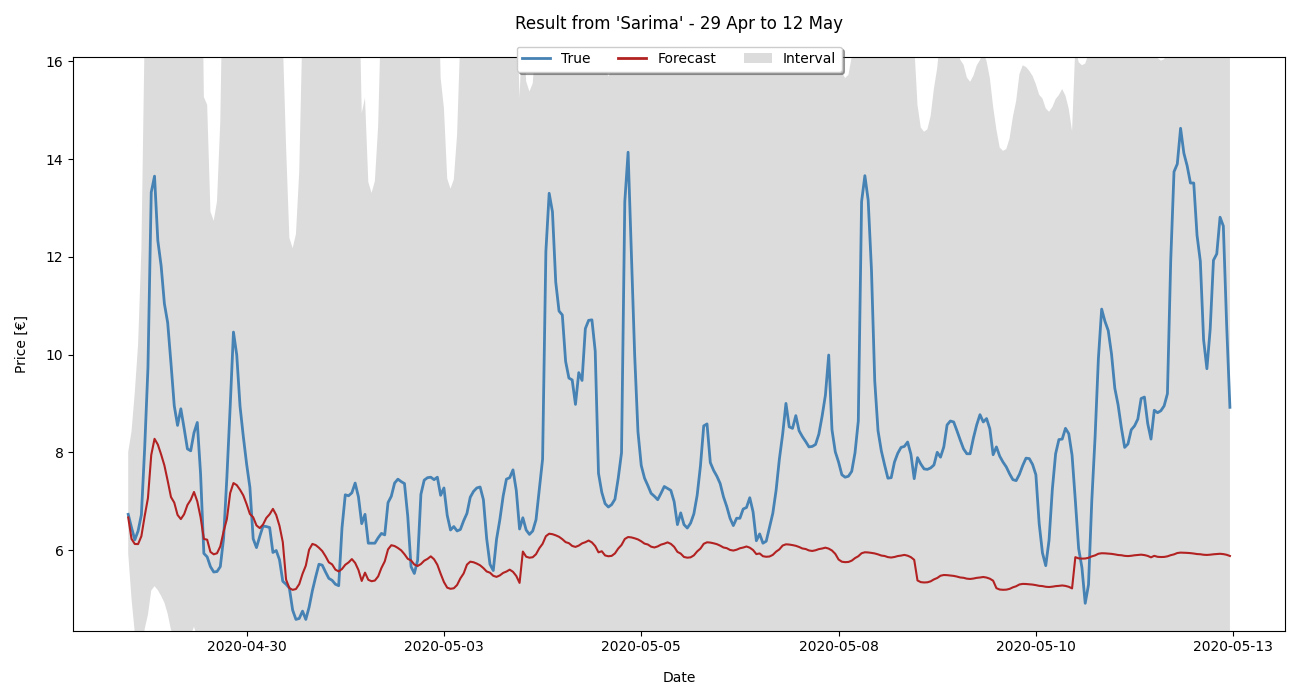 Result from 'Sarima' - 29 Apr to 12 May
True Forecast Interval
16
14
12
10
8
6
Price [€]
2020-04-30 2020-05-03 2020-05-05 2020-05-08 2020-05-10 2020-05-13
Date